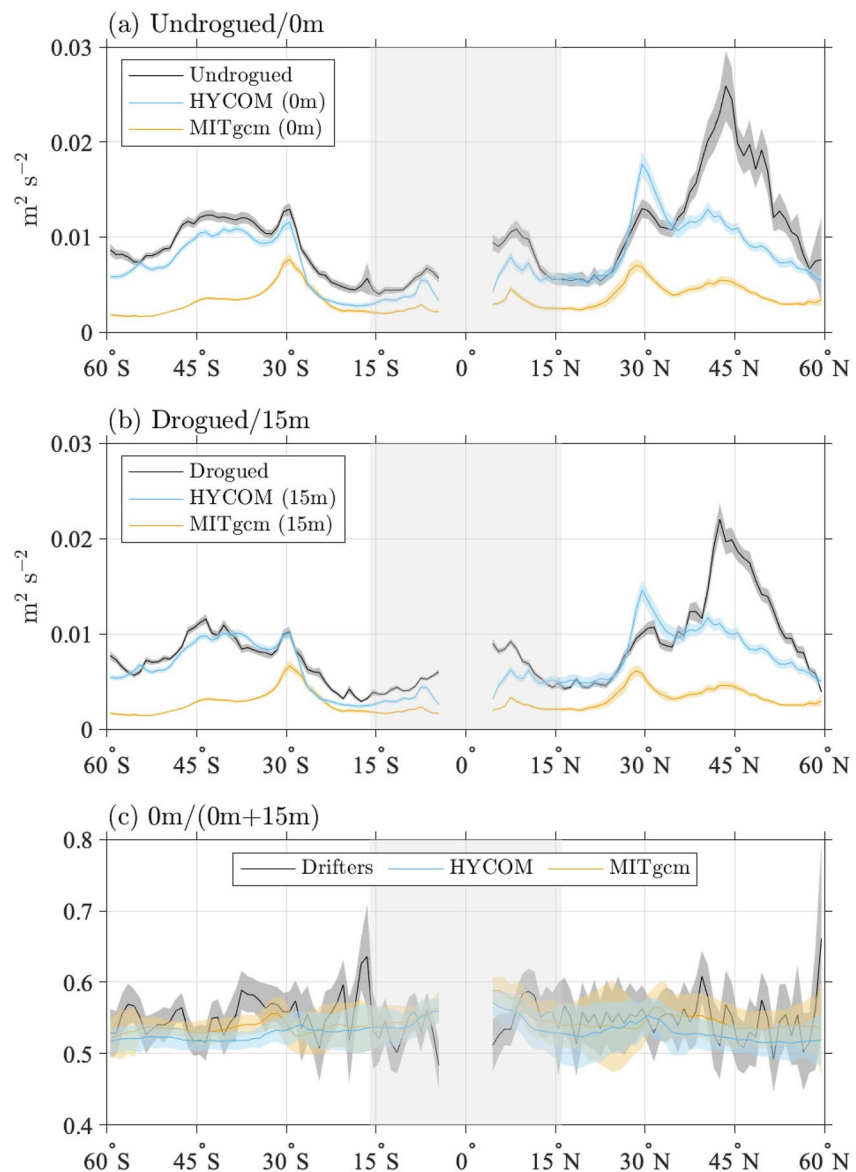 (a) Undrogued/0m
0.03
Undrogued
HYCOM (0m)
MITgcm (0m)
0.02
m² s⁻²
0.01
0
60°S 45°S 30°S 15°S 0° 15°N 30°N 45°N 60°N
(b) Drogued/15m
0.03
Drogued
HYCOM (15m)
MITgcm (15m)
0.02
m² s⁻²
0.01
0
60°S 45°S 30°S 15°S 0° 15°N 30°N 45°N 60°N
(c) 0m/(0m+15m)
0.8
Drifters HYCOM MITgcm
0.7
0.6
0.5
0.4
60°S 45°S 30°S 15°S 0° 15°N 30°N 45°N 60°N